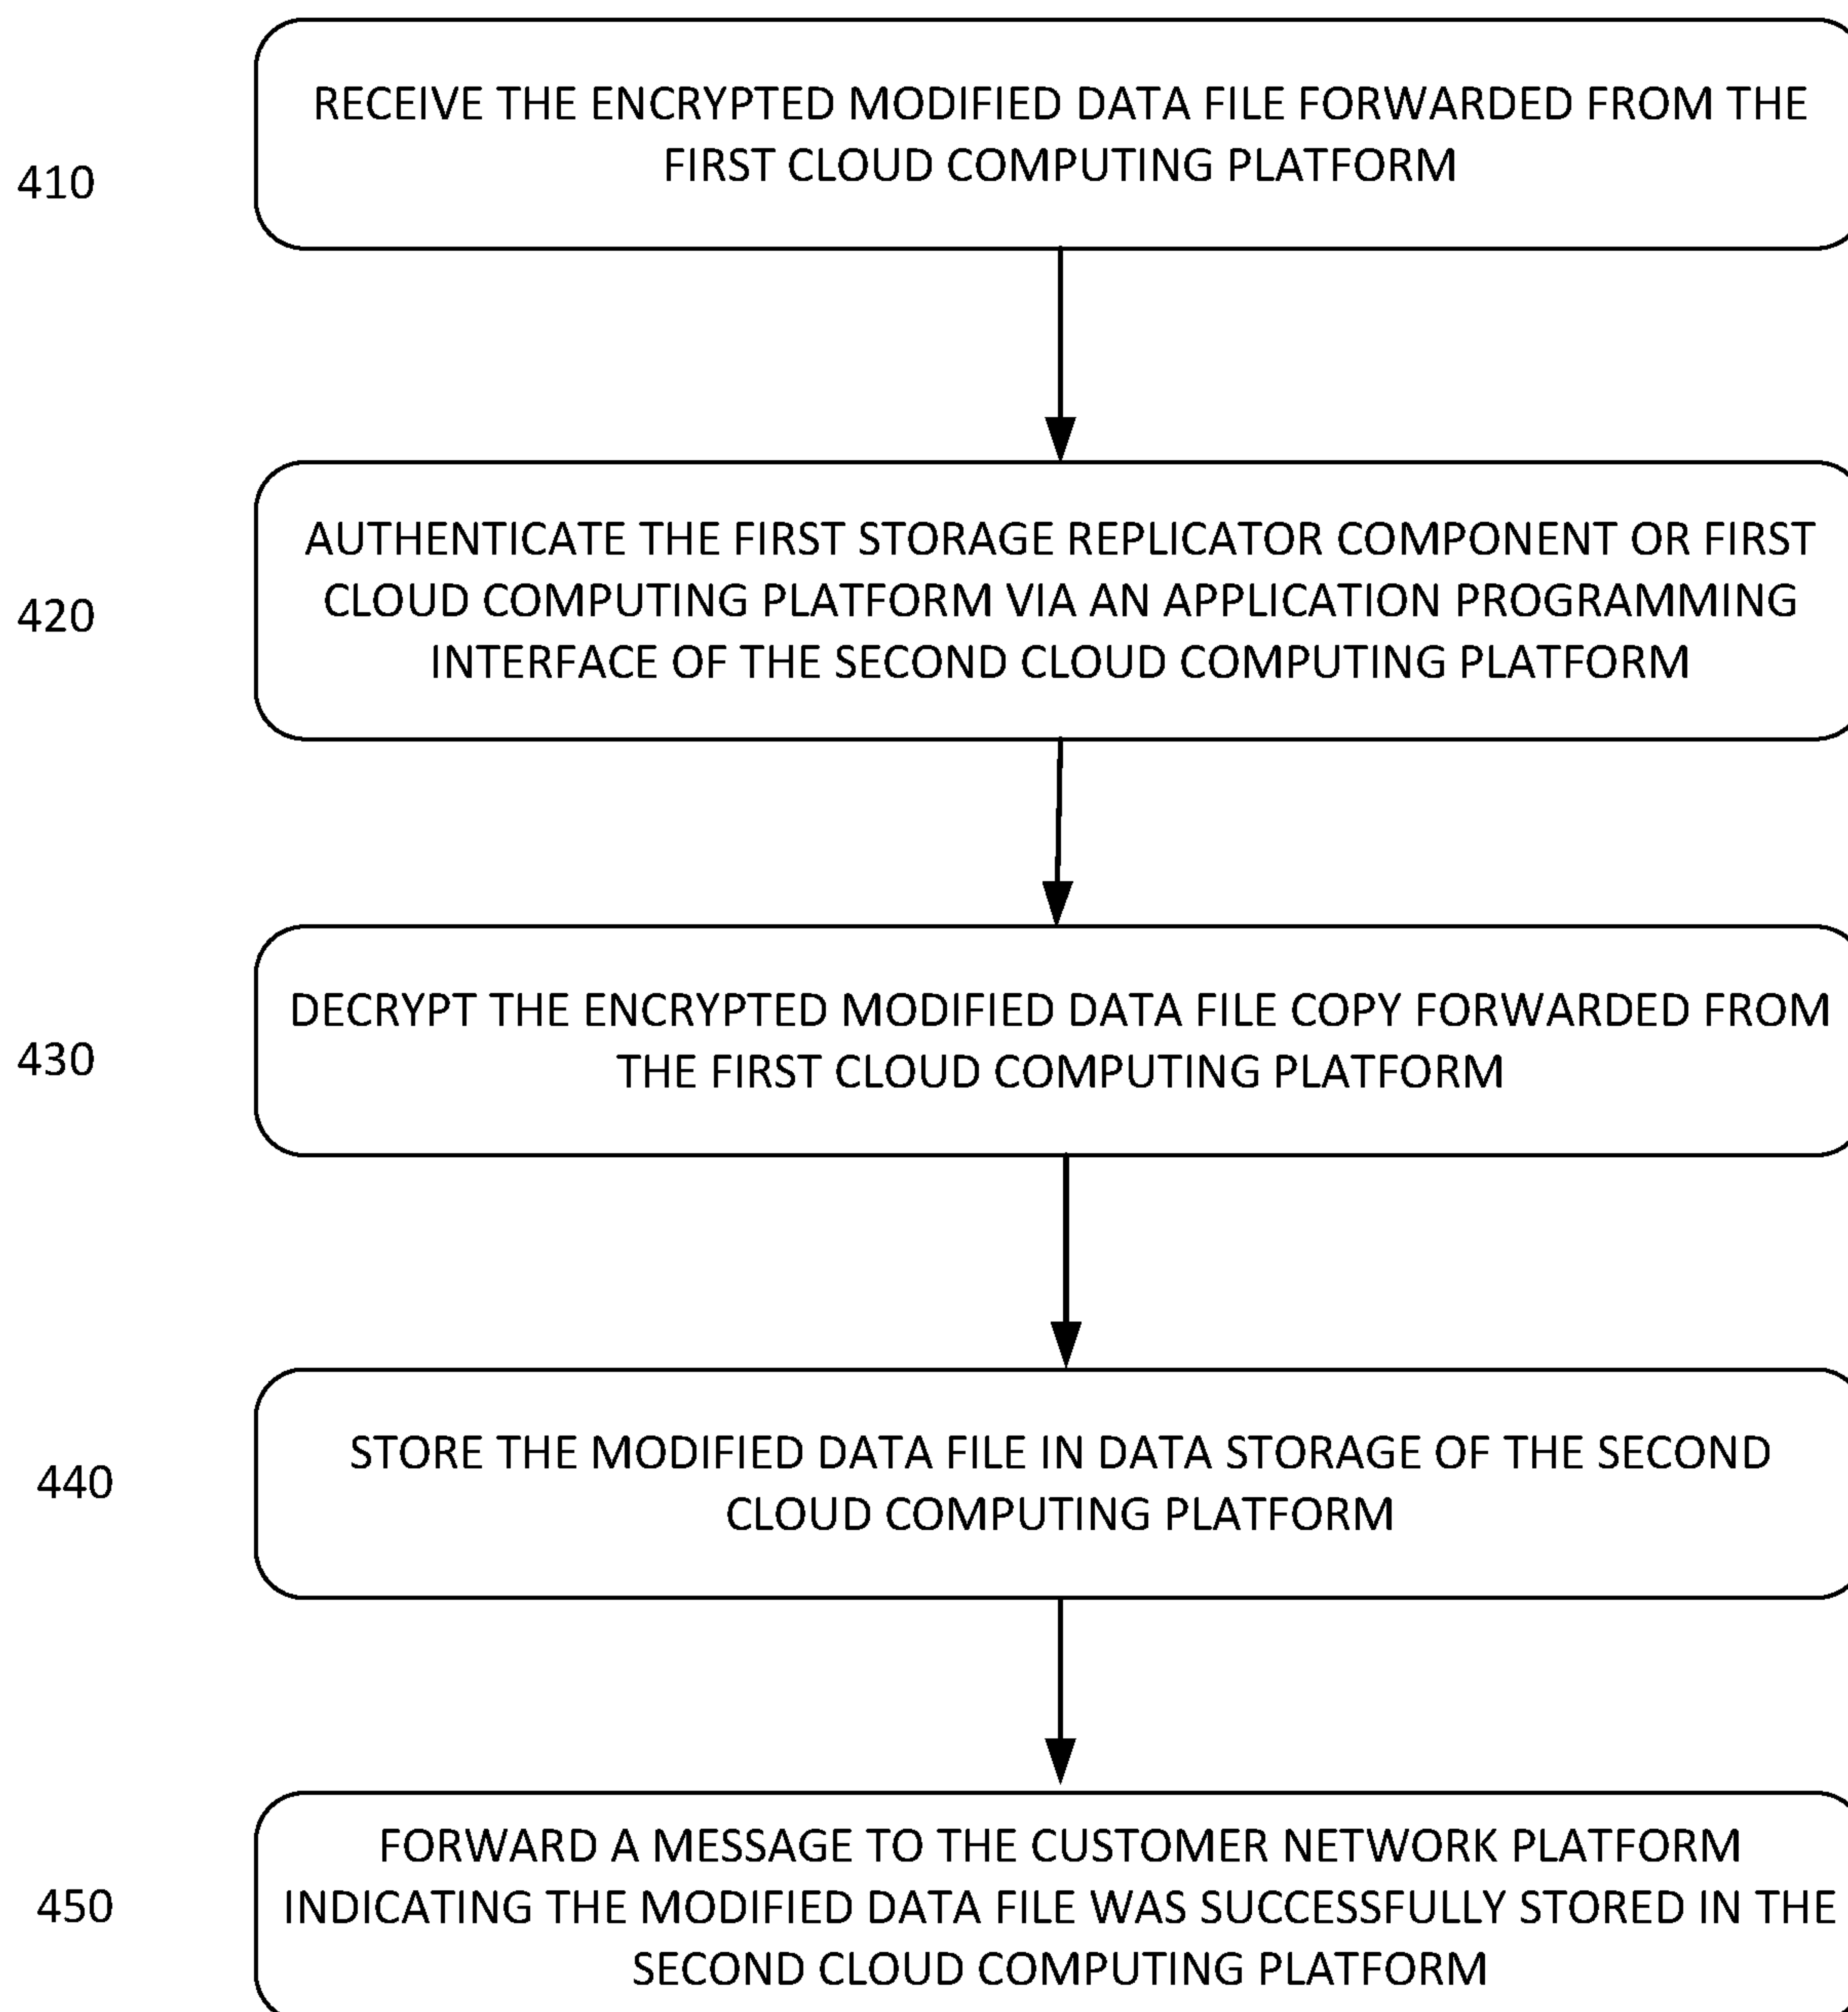 RECEIVE THE ENCRYPTED MODIFIED DATA FILE FORWARDED FROM THE
FIRST CLOUD COMPUTING PLATFORM
410
AUTHENTICATE THE FIRST STORAGE REPLICATOR COMPONENT OR FIRST
CLOUD COMPUTING PLATFORM VIA AN APPLICATION PROGRAMMING
INTERFACE OF THE SECOND CLOUD COMPUTING PLATFORM
420
DECRYPT THE ENCRYPTED MODIFIED DATA FILE COPY FORWARDED FROM
THE FIRST CLOUD COMPUTING PLATFORM
430
STORE THE MODIFIED DATA FILE IN DATA STORAGE OF THE SECOND
CLOUD COMPUTING PLATFORM
440
FORWARD A MESSAGE TO THE CUSTOMER NETWORK PLATFORM
INDICATING THE MODIFIED DATA FILE WAS SUCCESSFULLY STORED IN THE
SECOND CLOUD COMPUTING PLATFORM
450